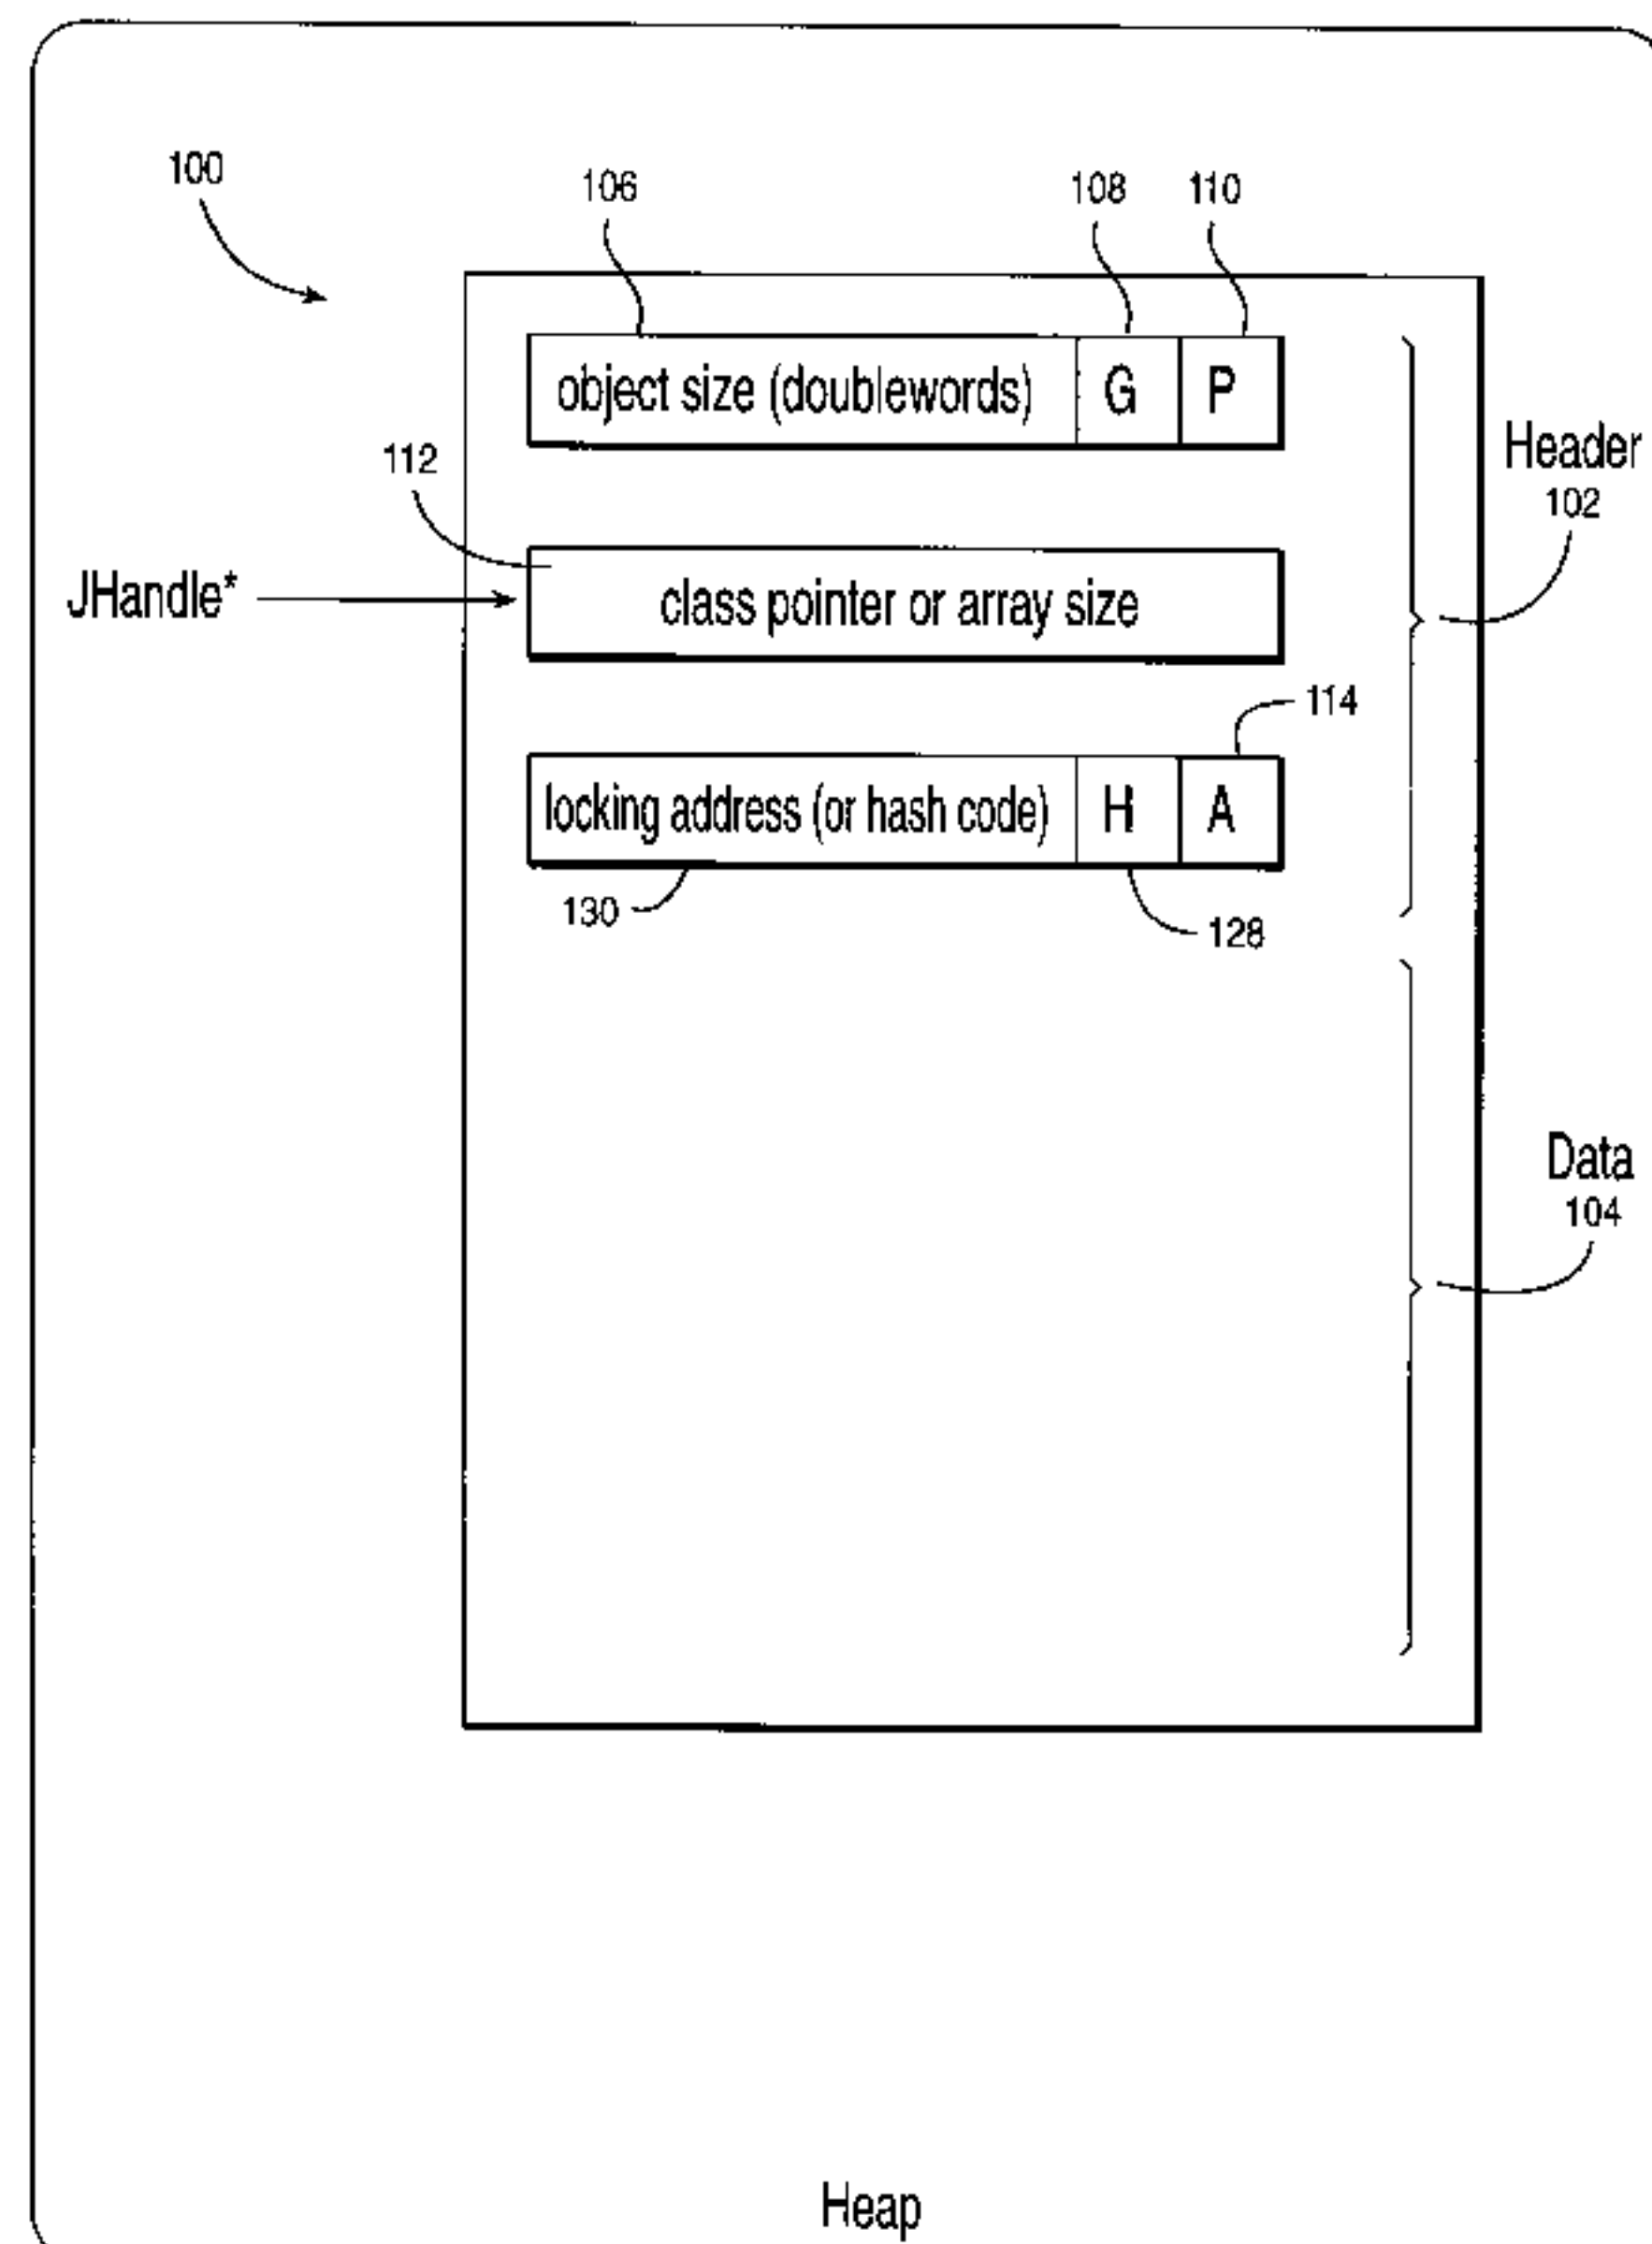 100
106
108
110
object size (doublewords)
G
P
Header
102
112
JHandle*
class pointer or array size
114
locking address (or hash code)
H
A
130
128
Data
104
Heap